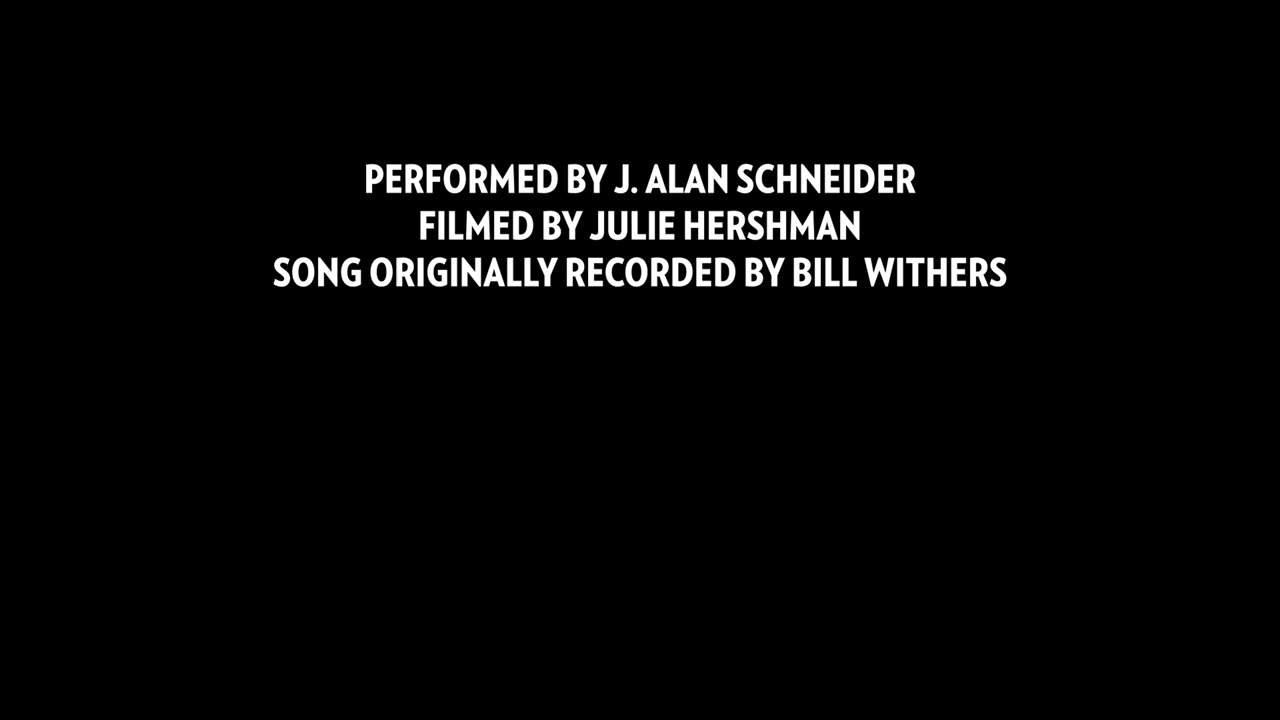 PERFORMED BY J. ALAN SCHNEIDER
FILMED BY JULIE HERSHMAN
SONG ORIGINALLY RECORDED BY BILL WITHERS